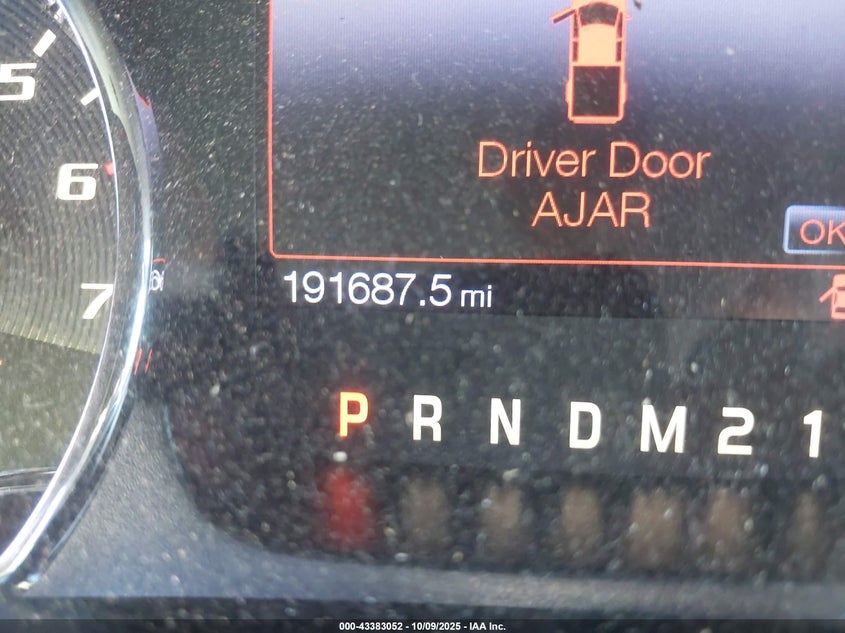 5
6
7
Driver Door
AJAR
OK
191687.5 mi
P R N D M 2 1
000-43383052 - 10/09/2025 - IAA Inc.